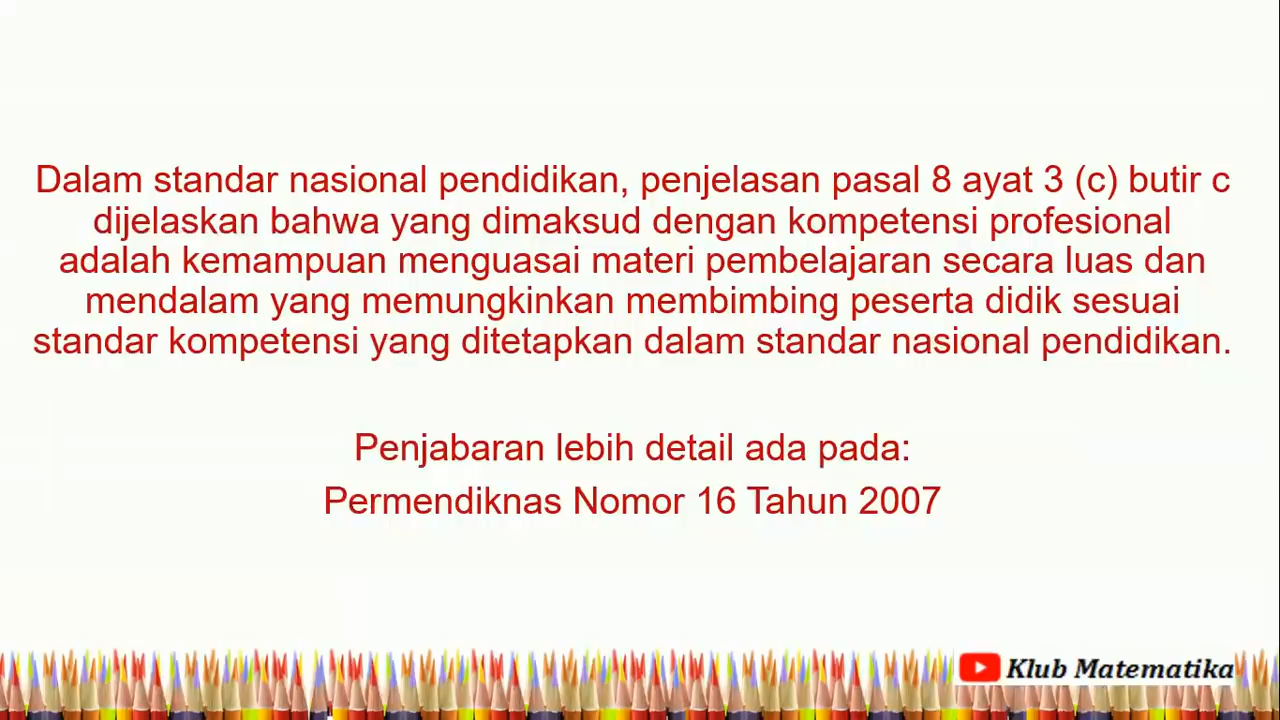 Dalam standar nasional pendidikan, penjelasan pasal 8 ayat 3 (c) butir c
dijelaskan bahwa yang dimaksud dengan kompetensi profesional
adalah kemampuan menguasai materi pembelajaran secara luas dan
mendalam yang memungkinkan membimbing peserta didik sesuai
standar kompetensi yang ditetapkan dalam standar nasional pendidikan.
Penjabaran lebih detail ada pada:
Permendiknas Nomor 16 Tahun 2007
Klub Matematika